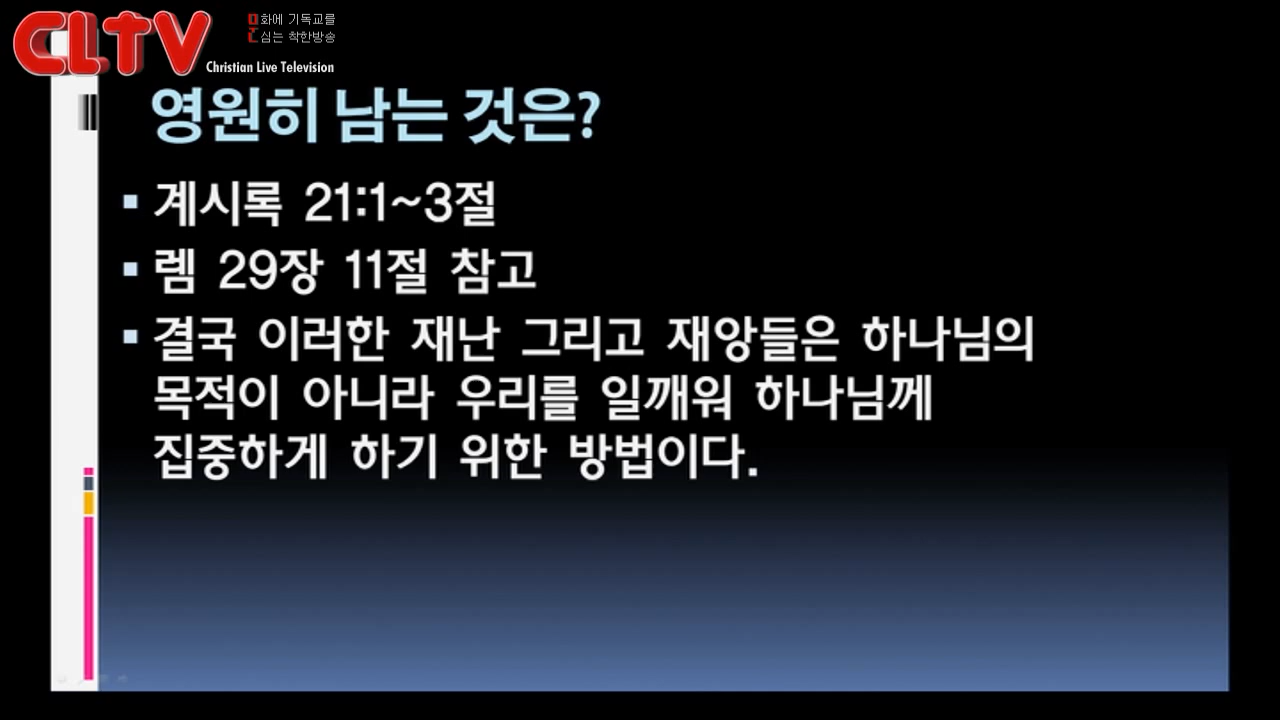 CLTV
문화에 기독교를
심는 착한방송
Christian Live Television
영원히 남는 것은?
계시록 21:1~3절
렘 29장 11절 참고
결국 이러한 재난 그리고 재앙들은 하나님의
목적이 아니라 우리를 일깨워 하나님께
집중하게 하기 위한 방법이다.